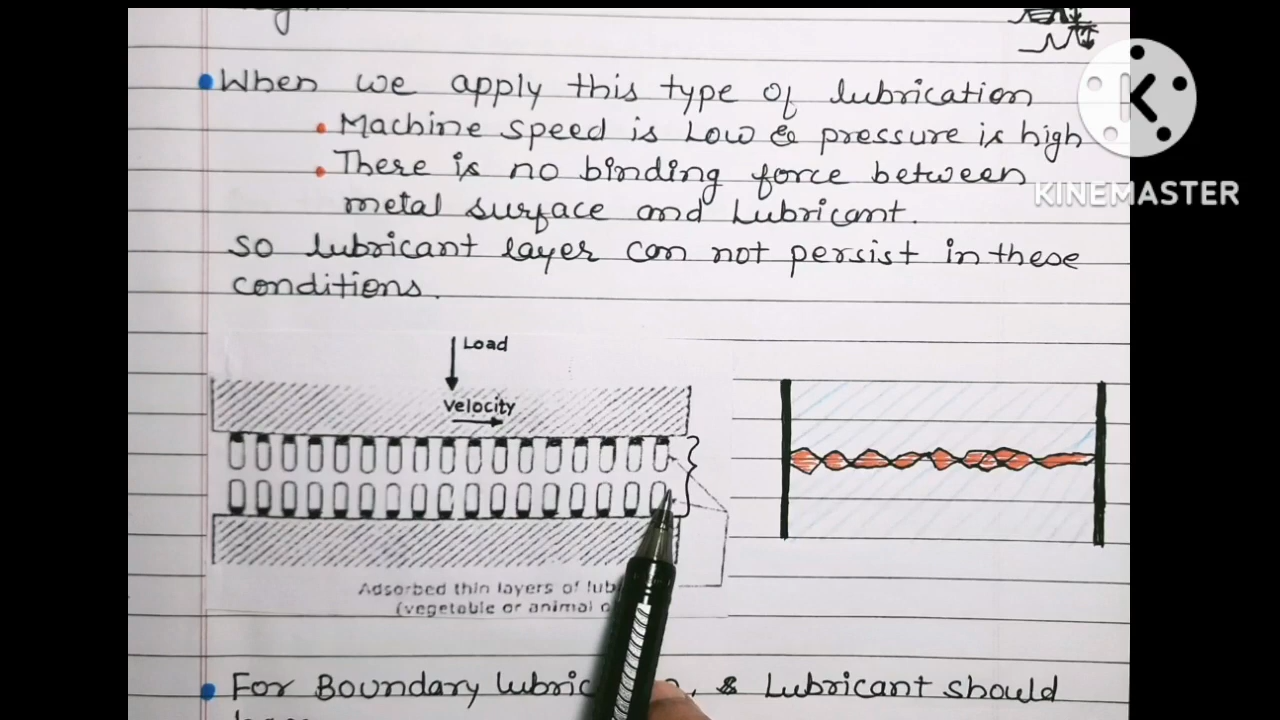 When we apply this type of lubrication
Machine speed is Low & pressure is high
There is no binding force between
metal surface and Lubricant.
so lubricant layer can not persist in these
conditions.
KINEMASTER
Load
Velocity
Adsorbed thin layers of
(vegetable or animal
For Boundary & Lubricant should